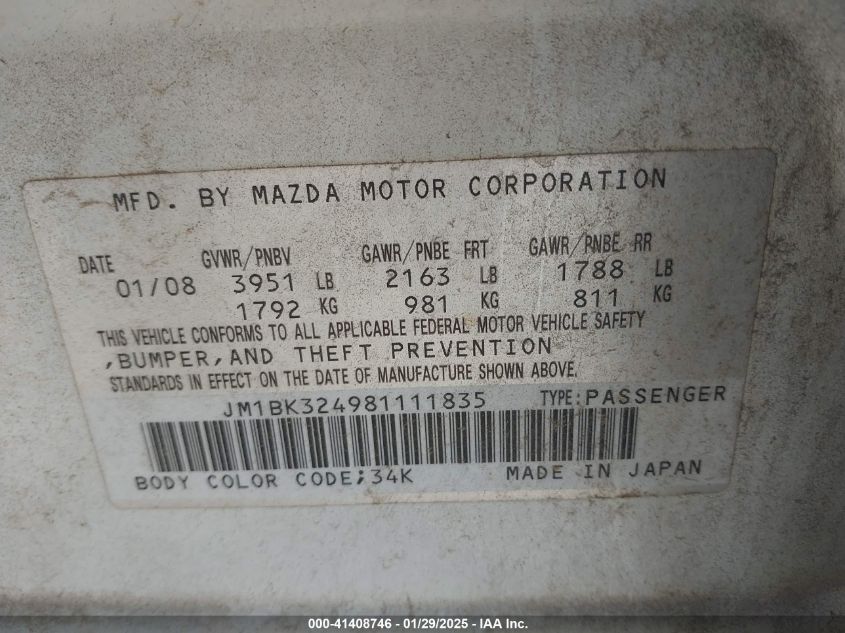 MFD. BY MAZDA MOTOR CORPORATION
DATE GVWR/PNBV GAWR/PNBE FRT GAWR/PNBE RR
01/08 3951 LB 2163 LB 1788 LB
1792 KG 981 KG 811 KG
THIS VEHICLE CONFORMS TO ALL APPLICABLE FEDERAL MOTOR VEHICLE SAFETY
,BUMPER,AND THEFT PREVENTION
STANDARDS IN EFFECT ON THE DATE OF MANUFACTURE SHOWN ABOVE.
JM1BK324981111835 TYPE:PASSENGER
BODY COLOR CODE;34K MADE IN JAPAN
000-41408746 - 01/29/2025 - IAA Inc.